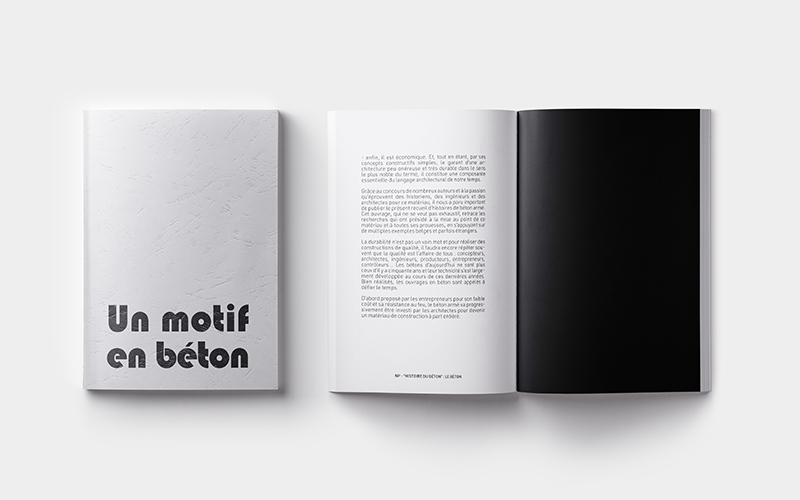 Un motif
en béton
- enfin, il est économique. Et, tout en étant, par ses
concepts constructifs simples, le garant d'une ar-
chitecture peu onéreuse et très durable dans le sens
le plus noble du terme, il constitue une composante
essentielle du langage architectural de notre temps.
Grâce au concours de nombreux auteurs et à la passion
qu'éprouvent des historiens, des ingénieurs et des
architectes pour ce matériau, il nous a paru important
de publier le présent recueil d'histoires de béton armé.
Cet ouvrage, qui ne se veut pas exhaustif, retrace les
recherches qui ont présidé à la mise au point de ce
matériau et à toutes ses prouesses, en s'appuyant sur
de multiples exemples belges et parfois étrangers.
La durabilité n'est pas un vain mot et pour réaliser des
constructions de qualité, il faudra encore répéter sou-
vent que la qualité est l'affaire de tous : concepteurs,
architectes, ingénieurs, producteurs, entrepreneurs,
contrôleurs... Les bétons d'aujourd'hui ne sont plus
ceux d'il y a cinquante ans et leur technicité s'est large-
ment développée au cours de ces dernières années.
Bien réalisés, les ouvrages en béton sont appelés à
défier le temps.
D'abord proposé par les entrepreneurs pour son faible
coût et sa résistance au feu, le béton armé va progres-
sivement être investi par les architectes pour devenir
un matériau de construction à part entière.
NP - "HISTOIRE DU BÉTON" : LE BÉTON